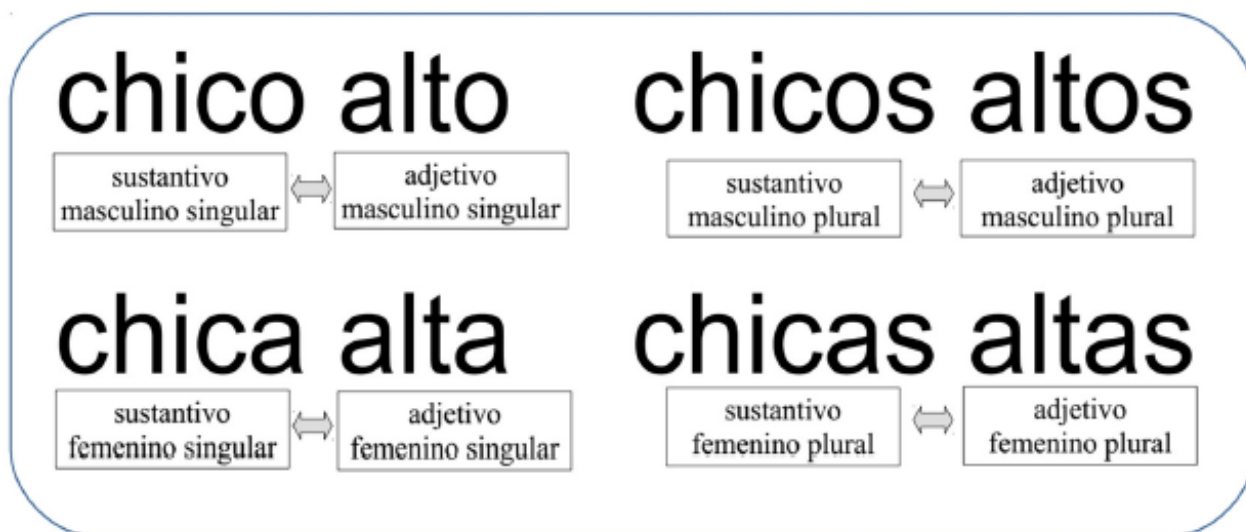 chico alto
sustantivo
masculino singular
adjetivo
masculino singular
chicos altos
sustantivo
masculino plural
adjetivo
masculino plural
chica alta
sustantivo
femenino singular
adjetivo
femenino singular
chicas altas
sustantivo
femenino plural
adjetivo
femenino plural